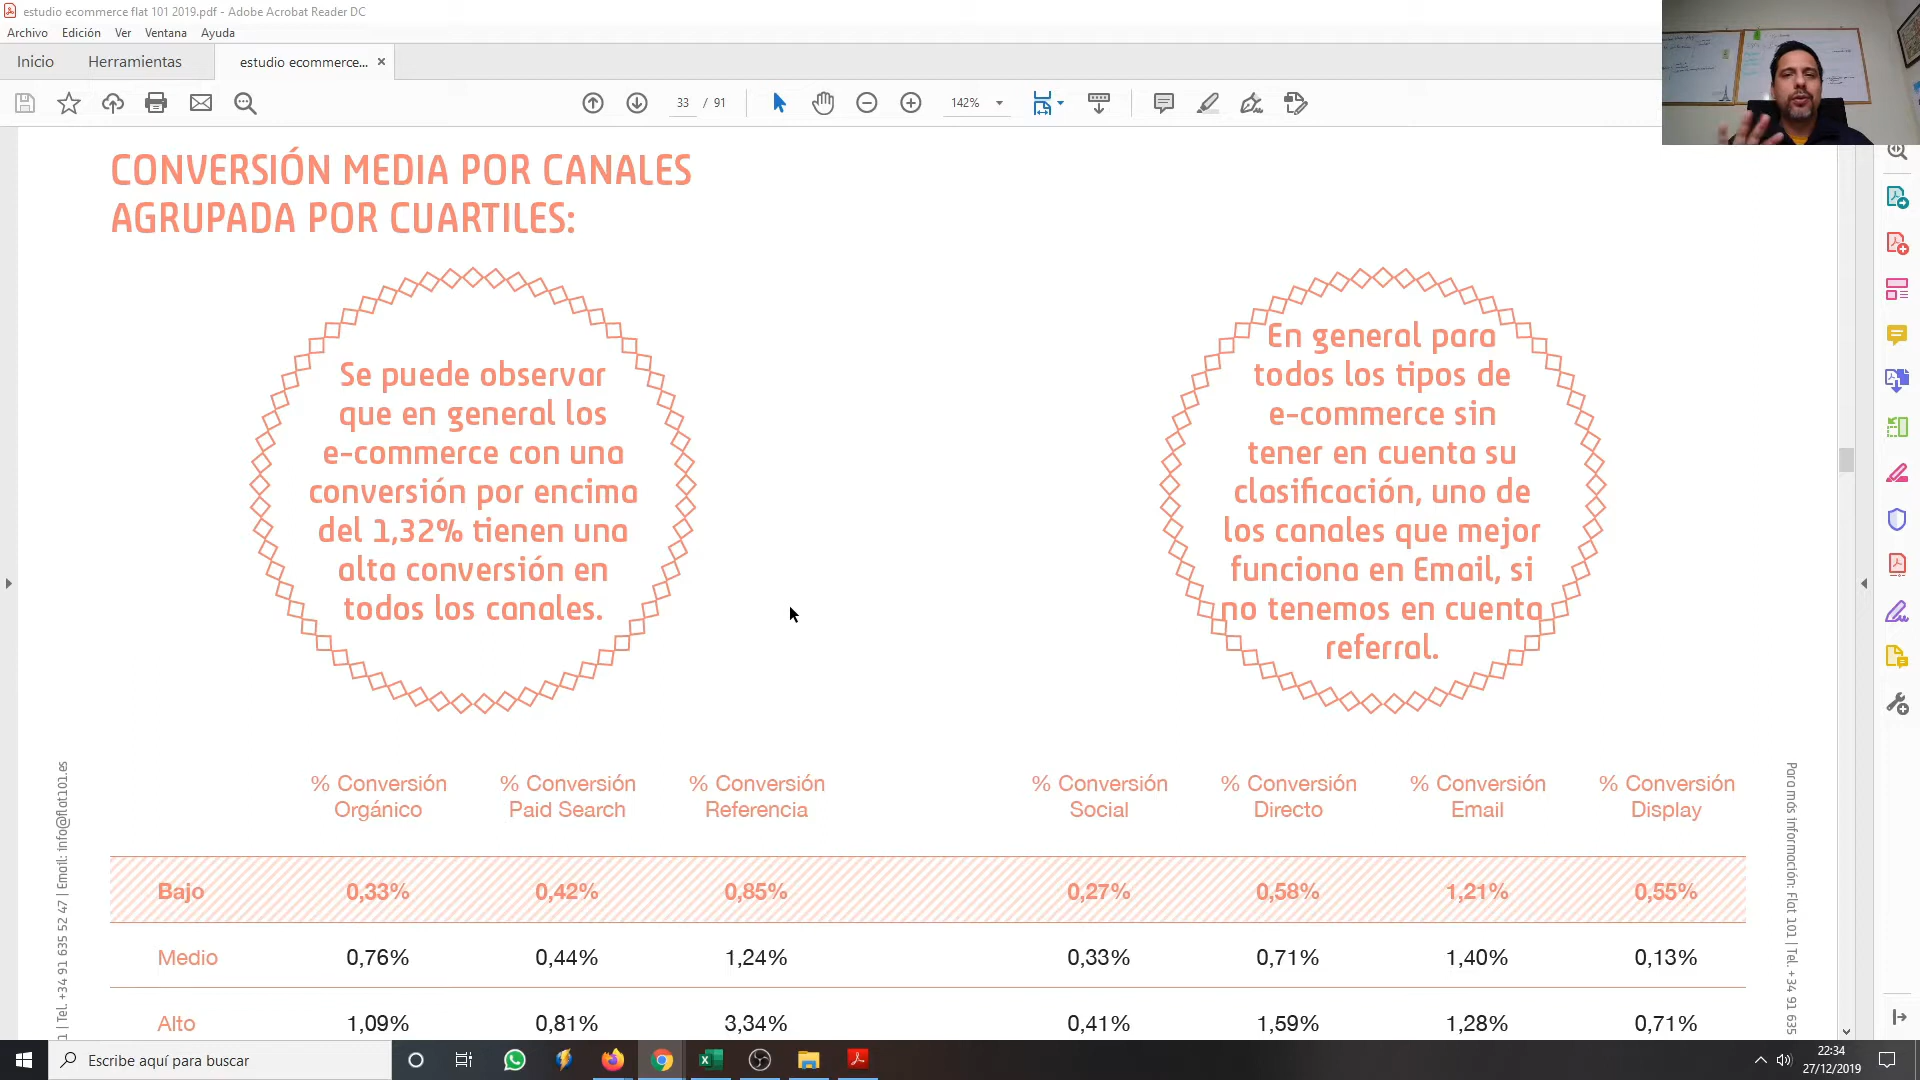 estudio ecommerce flat 101 2019.pdf - Adobe Acrobat Reader DC
Archivo Edición Ver Ventana Ayuda
Inicio Herramientas estudio ecommerce... ×
33 / 91 142%
CONVERSIÓN MEDIA POR CANALES
AGRUPADA POR CUARTILES:
Se puede observar
que en general los
e-commerce con una
conversión por encima
del 1,32% tienen una
alta conversión en
todos los canales.
En general para
todos los tipos de
e-commerce sin
tener en cuenta su
clasificación, uno de
los canales que mejor
funciona en Email, si
no tenemos en cuenta
referral.
% Conversión % Conversión % Conversión % Conversión % Conversión % Conversión % Conversión
Orgánico Paid Search Referencia Social Directo Email Display
Bajo 0,33% 0,42% 0,85% 0,27% 0,58% 1,21% 0,55%
Medio 0,76% 0,44% 1,24% 0,33% 0,71% 1,40% 0,13%
Alto 1,09% 0,81% 3,34% 0,41% 1,59% 1,28% 0,71%
1 | Tel. +34 91 635 52 47 | Email: info@flat101.es
Para más información: Flat 101 | Tel. +34 91 635
Escribe aquí para buscar
22:34
27/12/2019